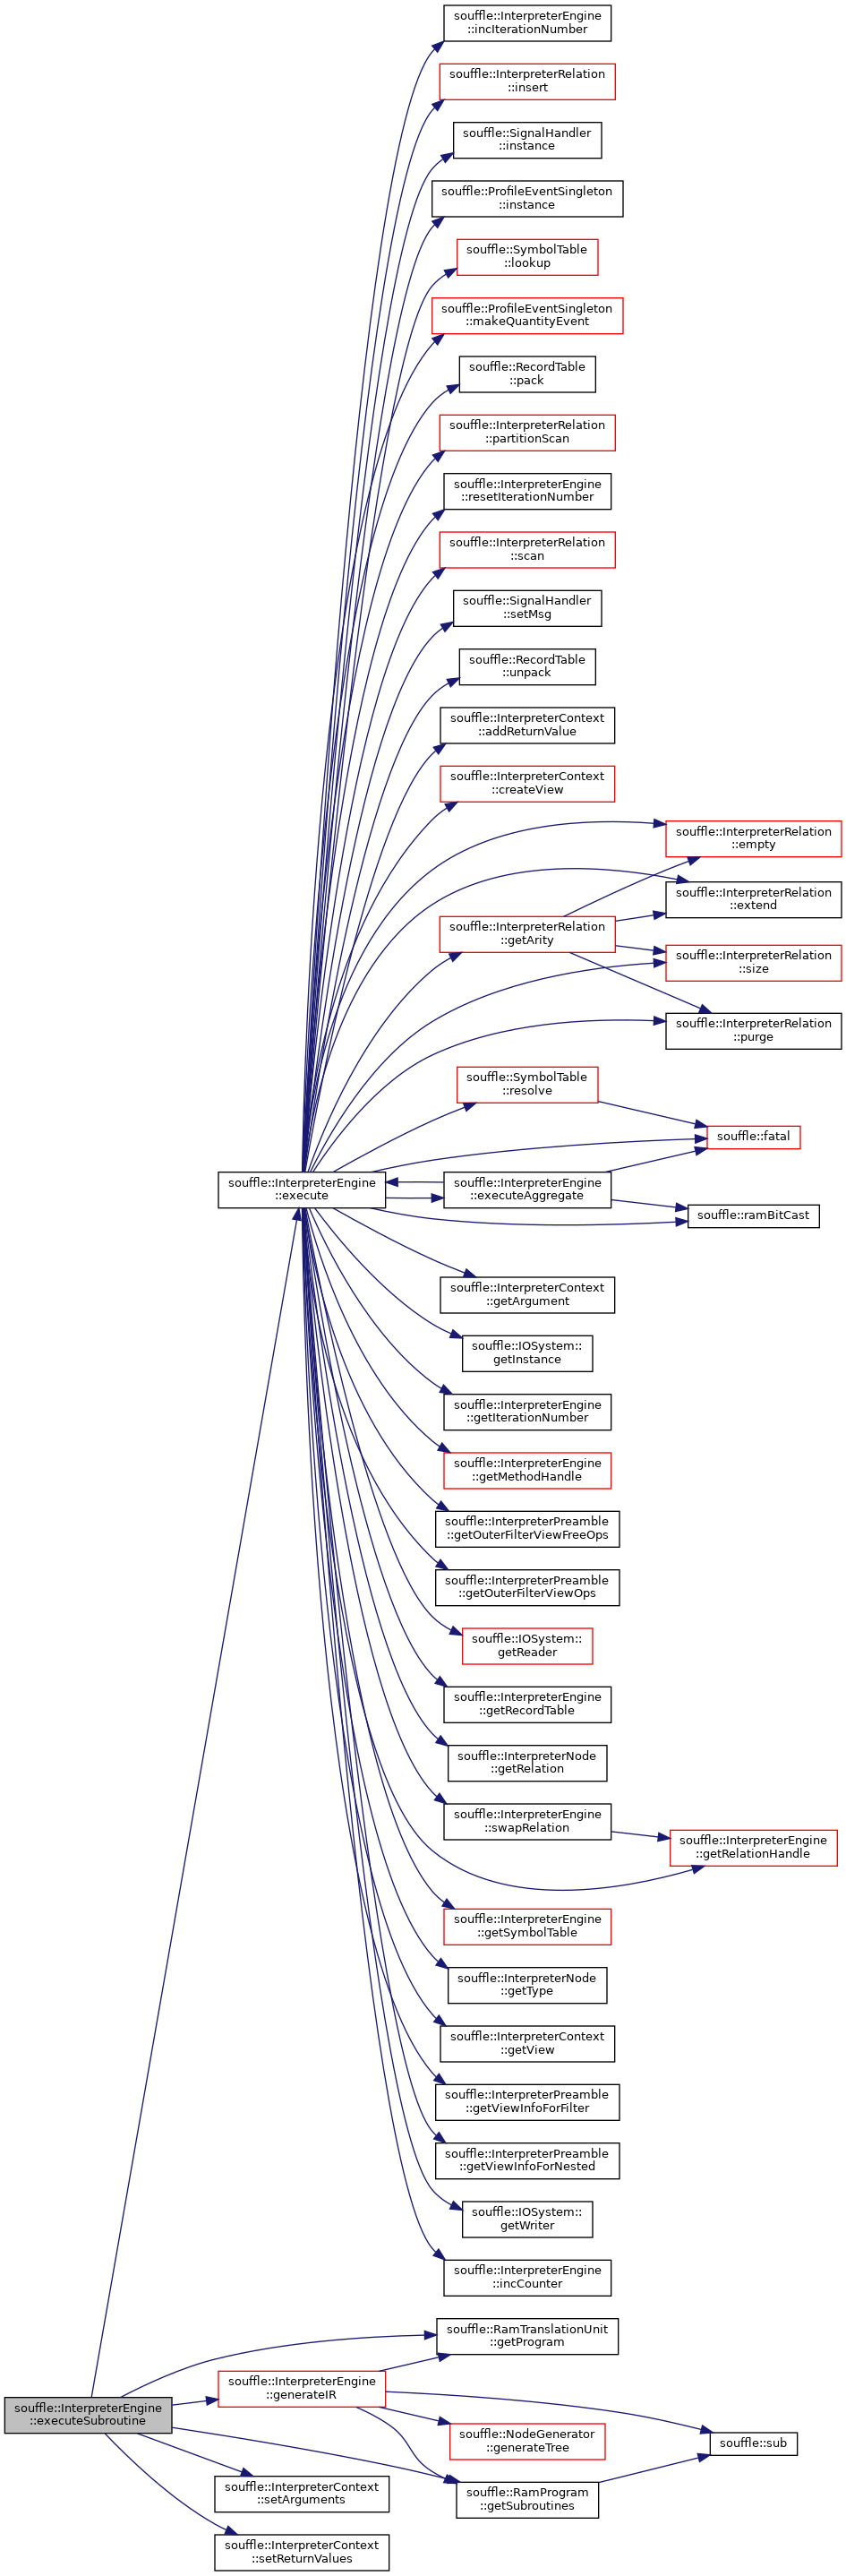 souffle::InterpreterEngine
::incIterationNumber
souffle::InterpreterRelation
::insert
souffle::SignalHandler
::instance
souffle::ProfileEventSingleton
::instance
souffle::SymbolTable
::lookup
souffle::ProfileEventSingleton
::makeQuantityEvent
souffle::RecordTable
::pack
souffle::InterpreterRelation
::partitionScan
souffle::InterpreterEngine
::resetIterationNumber
souffle::InterpreterRelation
::scan
souffle::SignalHandler
::setMsg
souffle::RecordTable
::unpack
souffle::InterpreterContext
::addReturnValue
souffle::InterpreterContext
::createView
souffle::InterpreterRelation
::empty
souffle::InterpreterRelation
::extend
souffle::InterpreterRelation
::getArity
souffle::InterpreterRelation
::size
souffle::InterpreterRelation
::purge
souffle::SymbolTable
::resolve
souffle::fatal
souffle::InterpreterEngine
::execute
souffle::InterpreterEngine
::executeAggregate
souffle::ramBitCast
souffle::InterpreterContext
::getArgument
souffle::IOSystem::
getInstance
souffle::InterpreterEngine
::getIterationNumber
souffle::InterpreterEngine
::getMethodHandle
souffle::InterpreterPreamble
::getOuterFilterViewFreeOps
souffle::InterpreterPreamble
::getOuterFilterViewOps
souffle::IOSystem::
getReader
souffle::InterpreterEngine
::getRecordTable
souffle::InterpreterNode
::getRelation
souffle::InterpreterEngine
::swapRelation
souffle::InterpreterEngine
::getRelationHandle
souffle::InterpreterEngine
::getSymbolTable
souffle::InterpreterNode
::getType
souffle::InterpreterContext
::getView
souffle::InterpreterPreamble
::getViewInfoForFilter
souffle::InterpreterPreamble
::getViewInfoForNested
souffle::IOSystem::
getWriter
souffle::InterpreterEngine
::incCounter
souffle::RamTranslationUnit
::getProgram
souffle::InterpreterEngine
::generateIR
souffle::InterpreterEngine
::executeSubroutine
souffle::NodeGenerator
::generateTree
souffle::sub
souffle::InterpreterContext
::setArguments
souffle::RamProgram
::getSubroutines
souffle::InterpreterContext
::setReturnValues